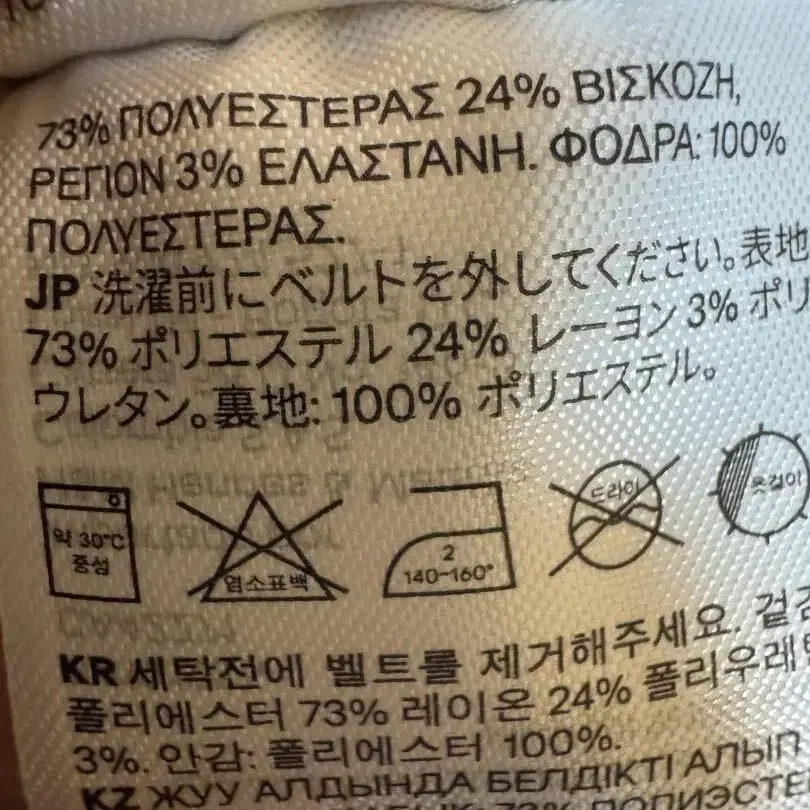 73% ΠΟΛΥΕΣΤΕΡΑΣ 24% ΒΙΣΚΟΖΗ,
ΡΕΓΙΟΝ 3% ΕΛΑΣΤΑΝΗ. ΦΟΔΡΑ: 100%
ΠΟΛΥΕΣΤΕΡΑΣ.
JP 洗濯前にベルトを外してください。表地
73% ポリエステル 24% レーヨン 3% ポリ
ウレタン。裏地: 100% ポリエステル。
약 30°C
중성
염소표백
2
140~160°
드라이
옷걸이
KR 세탁전에 벨트를 제거해주세요. 겉감
폴리에스터 73% 레이온 24% 폴리우레
3%. 안감: 폴리에스터 100%.
KZ ЖУУ АЛДЫНДА БЕЛДІКТІ АЛЫП